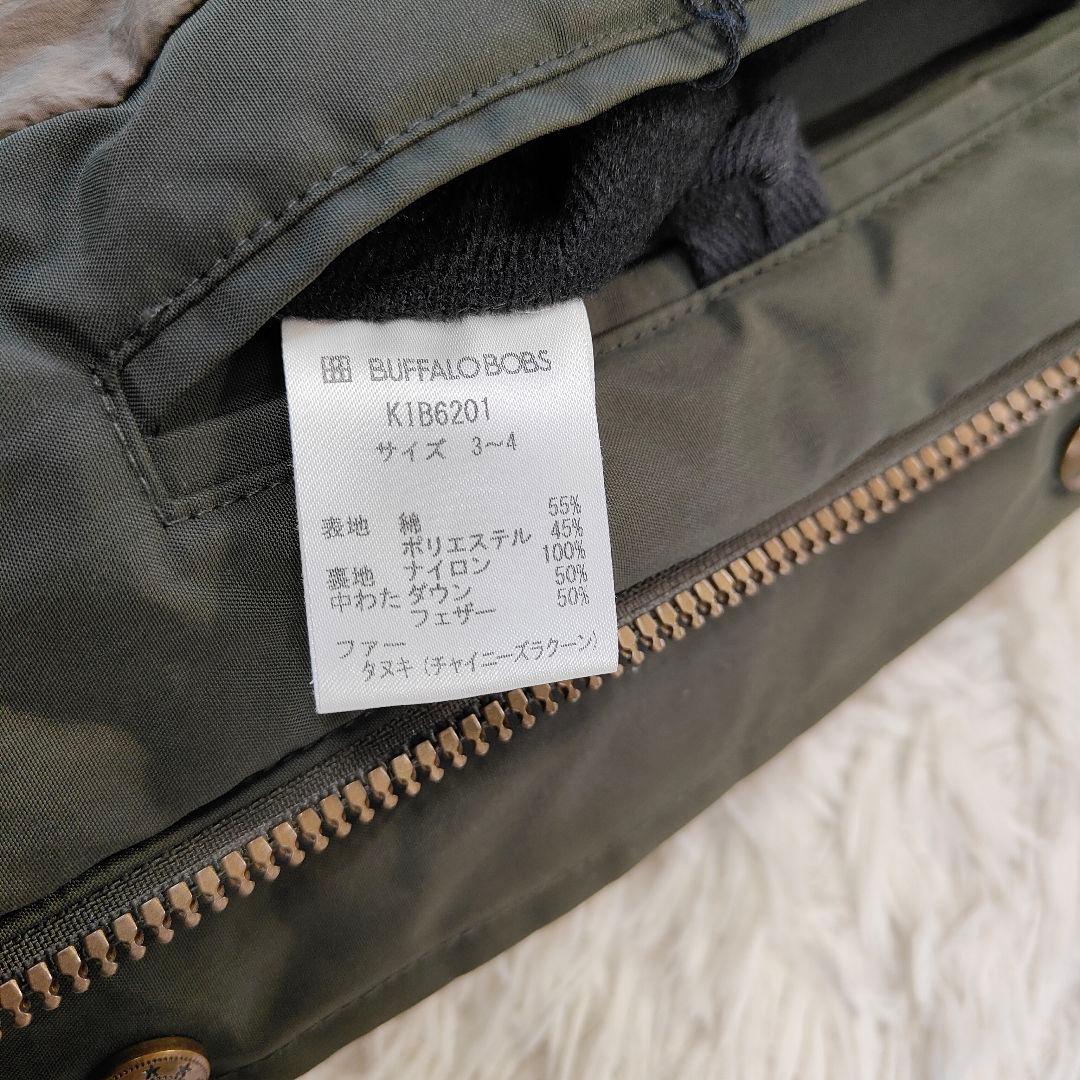 BUFFALO BOBS
KIB6201
サイズ 3～4
表地 綿 55%
ポリエステル 45%
裏地 ナイロン 100%
中わた ダウン 50%
フェザー 50%
ファー
タヌキ(チャイニーズラクーン)